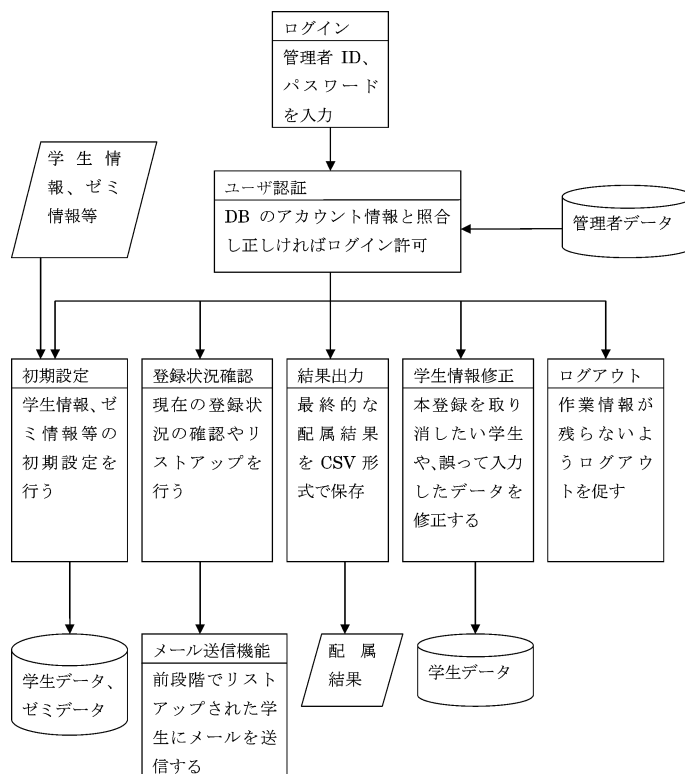 ログイン
管理者 ID、
パスワード
を入力
学生情
報、ゼミ
情報等
ユーザ認証
DB のアカウント情報と照合
し正しければログイン許可
管理者データ
初期設定
学生情報、ゼ
ミ情報等の
初期設定を
行う
登録状況確認
現在の登録状
況の確認やリ
ストアップを
行う
結果出力
最終的な
配属結果
を CSV 形
式で保存
学生情報修正
本登録を取り
消したい学生
や、誤って入力
したデータを
修正する
ログアウト
作業情報が
残らないよ
うログアウ
トを促す
学生データ、
ゼミデータ
メール送信機能
前段階でリスト
アップされた学
生にメールを送
信する
配属
結果
学生データ